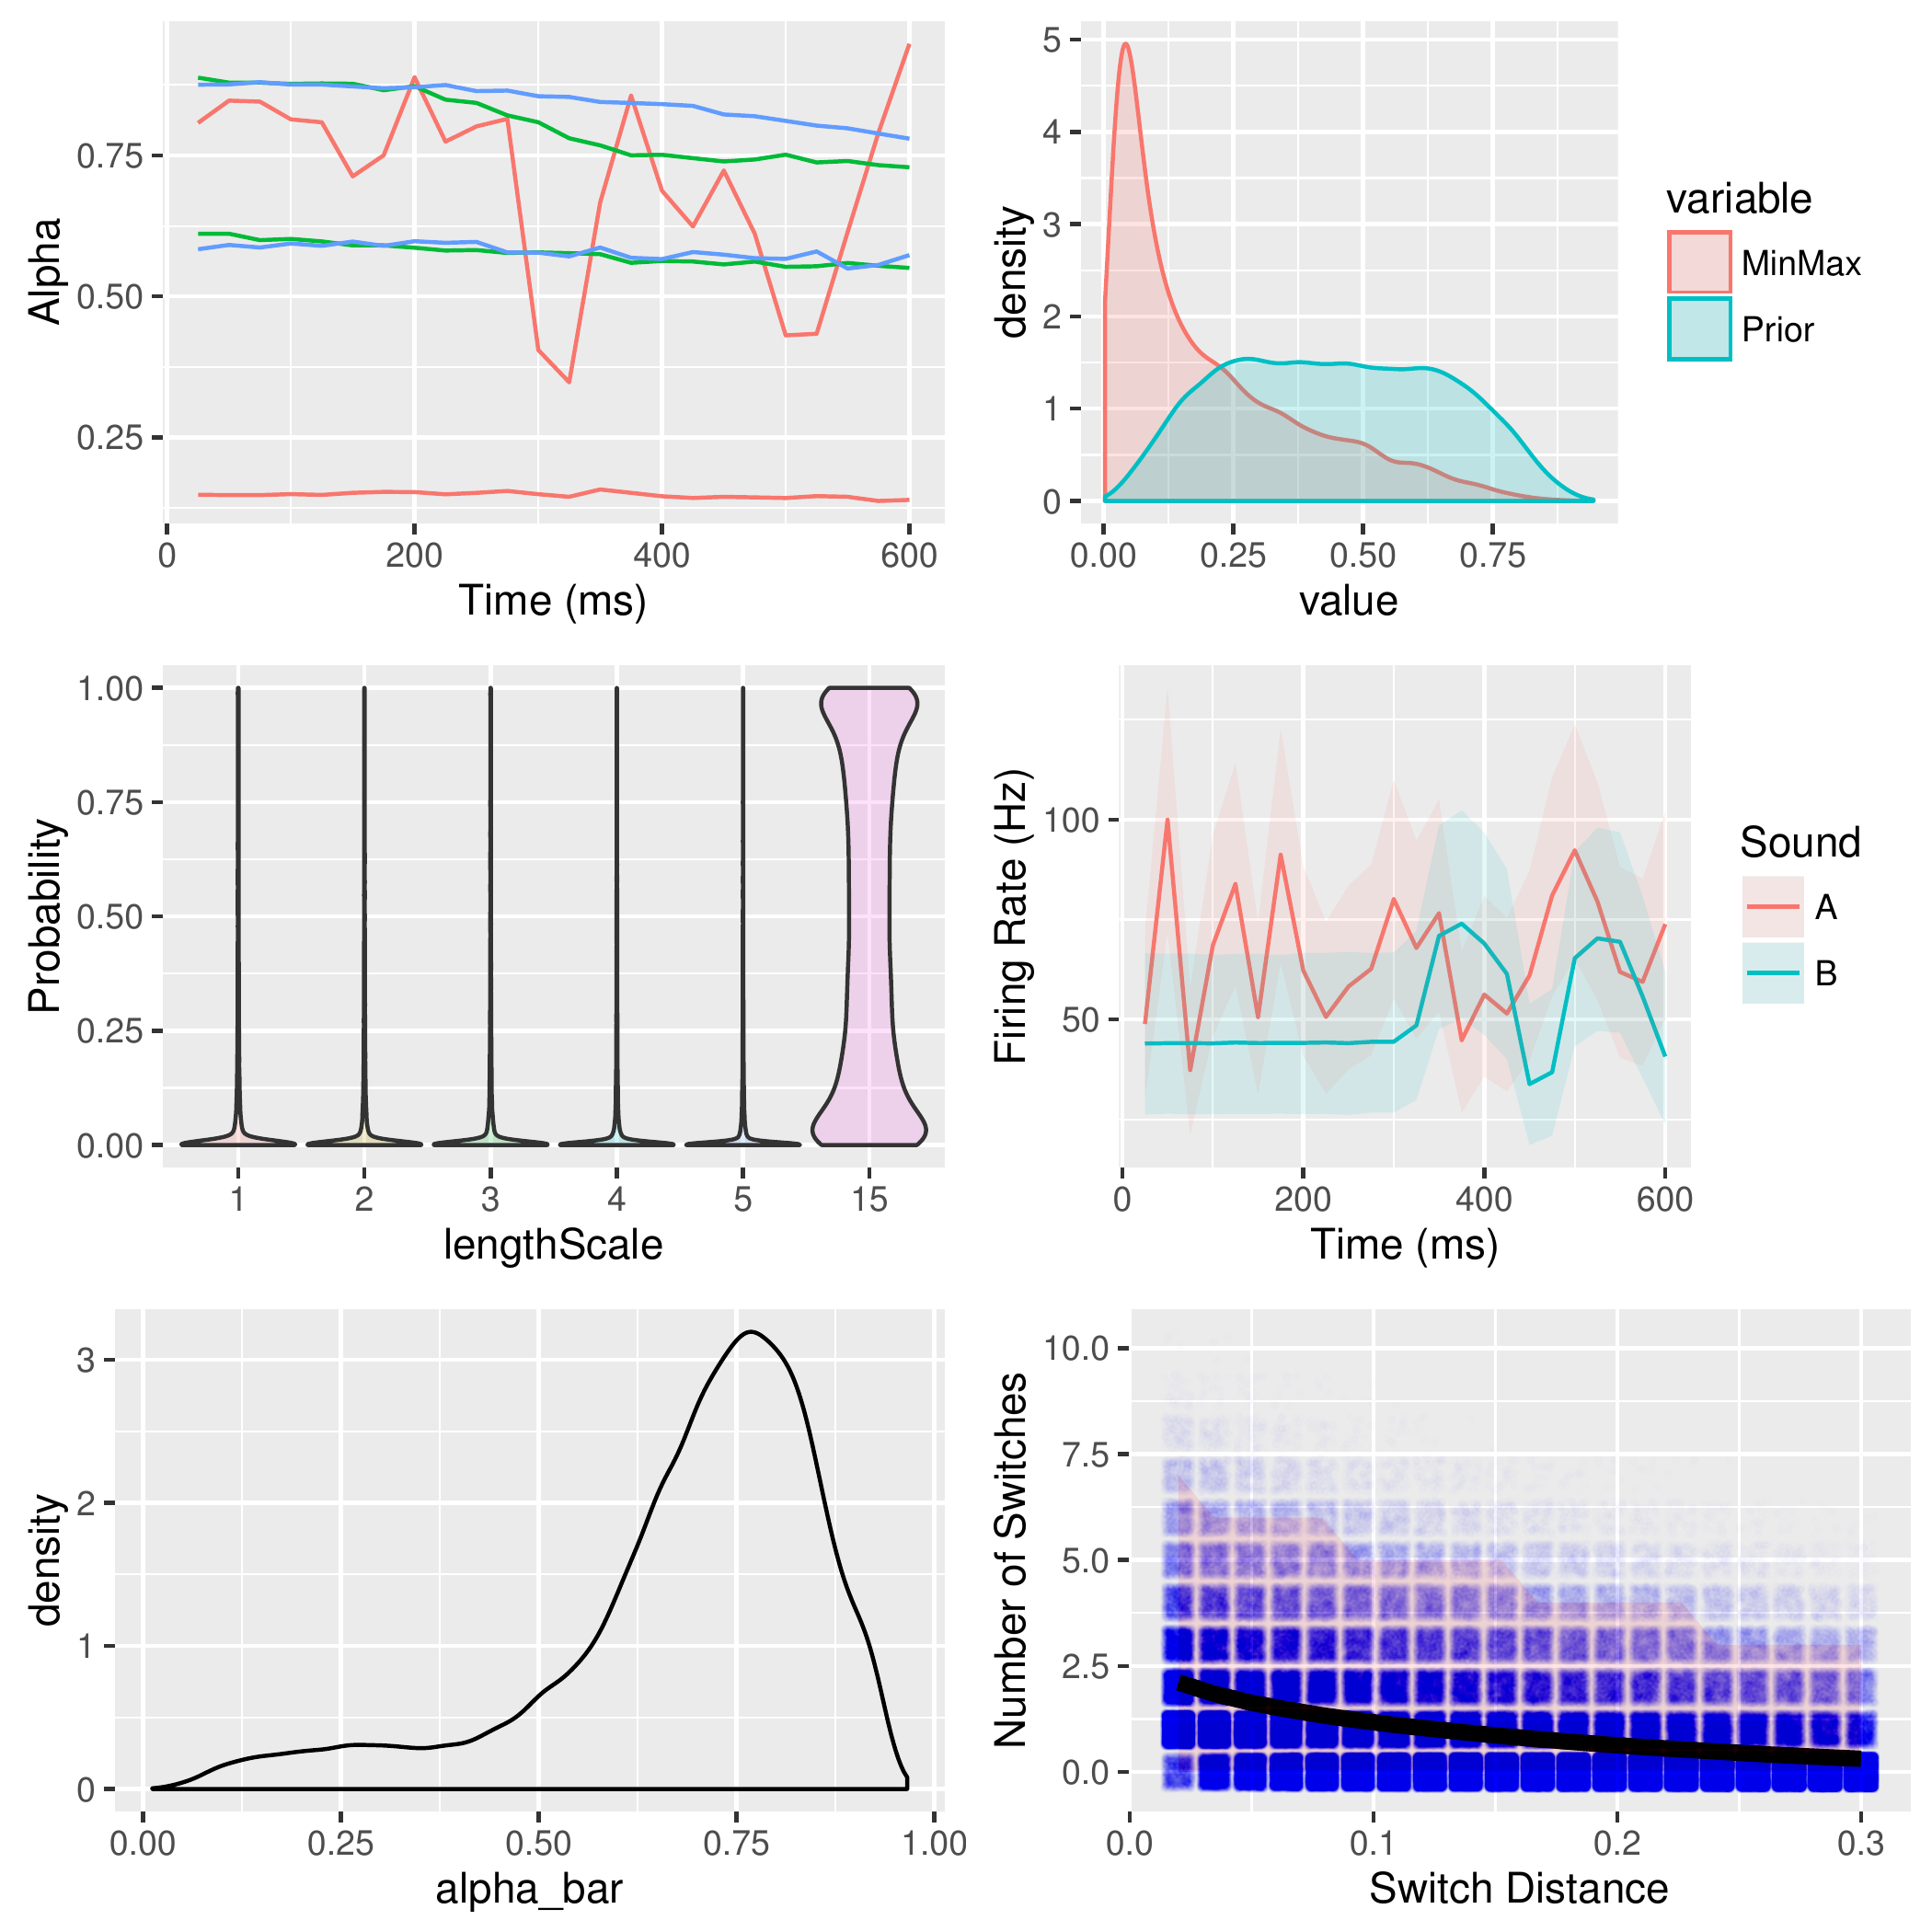 Alpha
0.75
0.50
0.25
0 200 400 600
Time (ms)
density
5
4
3
2
1
0
0.00 0.25 0.50 0.75
value
variable
MinMax
Prior
Probability
1.00
0.75
0.50
0.25
0.00
1 2 3 4 5 15
lengthScale
Firing Rate (Hz)
100
50
0 200 400 600
Time (ms)
Sound
A
B
density
3
2
1
0
0.00 0.25 0.50 0.75 1.00
alpha_bar
Number of Switches
10.0
7.5
5.0
2.5
0.0
0.0 0.1 0.2 0.3
Switch Distance